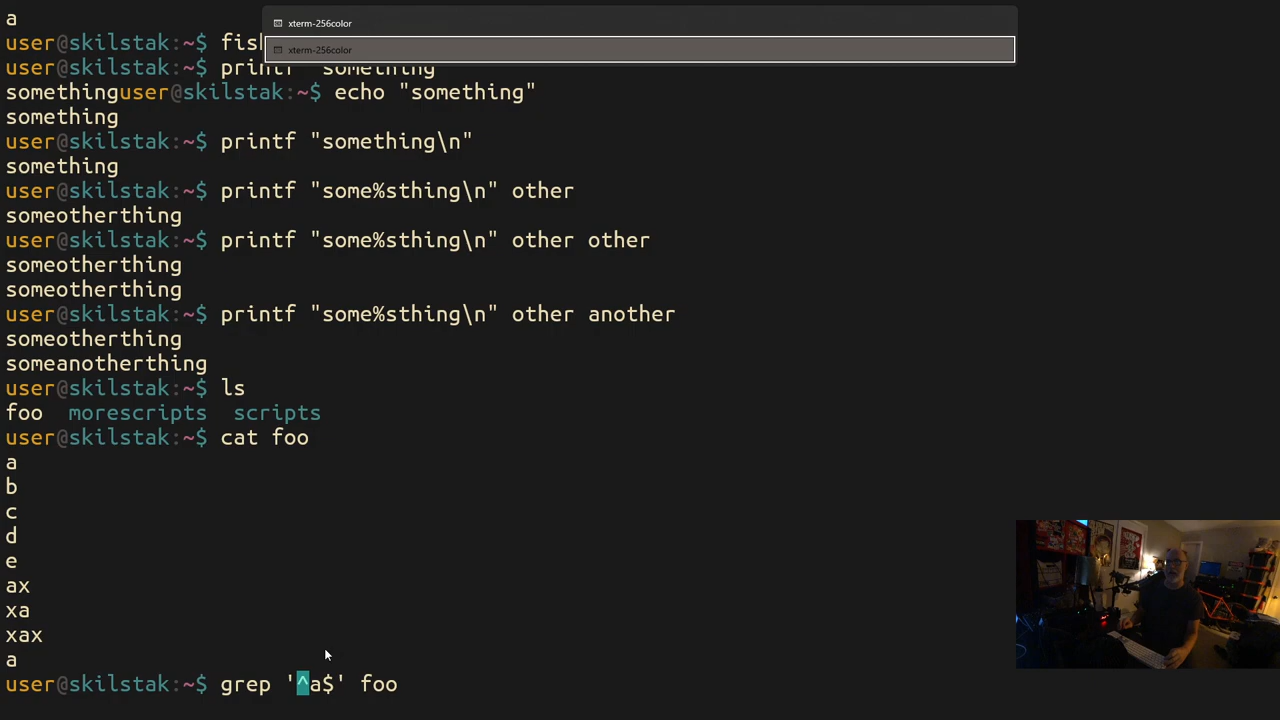 a
xterm-256color
user@skilstak:~$ fis
xterm-256color
user@skilstak:~$ printf "something
somethinguser@skilstak:~$ echo "something"
something
user@skilstak:~$ printf "something\n"
something
user@skilstak:~$ printf "some%sthing\n" other
someotherthing
user@skilstak:~$ printf "some%sthing\n" other other
someotherthing
someotherthing
user@skilstak:~$ printf "some%sthing\n" other another
someotherthing
someanotherthing
user@skilstak:~$ ls
foo morescripts scripts
user@skilstak:~$ cat foo
a
b
c
d
e
ax
xa
xax
a
user@skilstak:~$ grep '^a$' foo